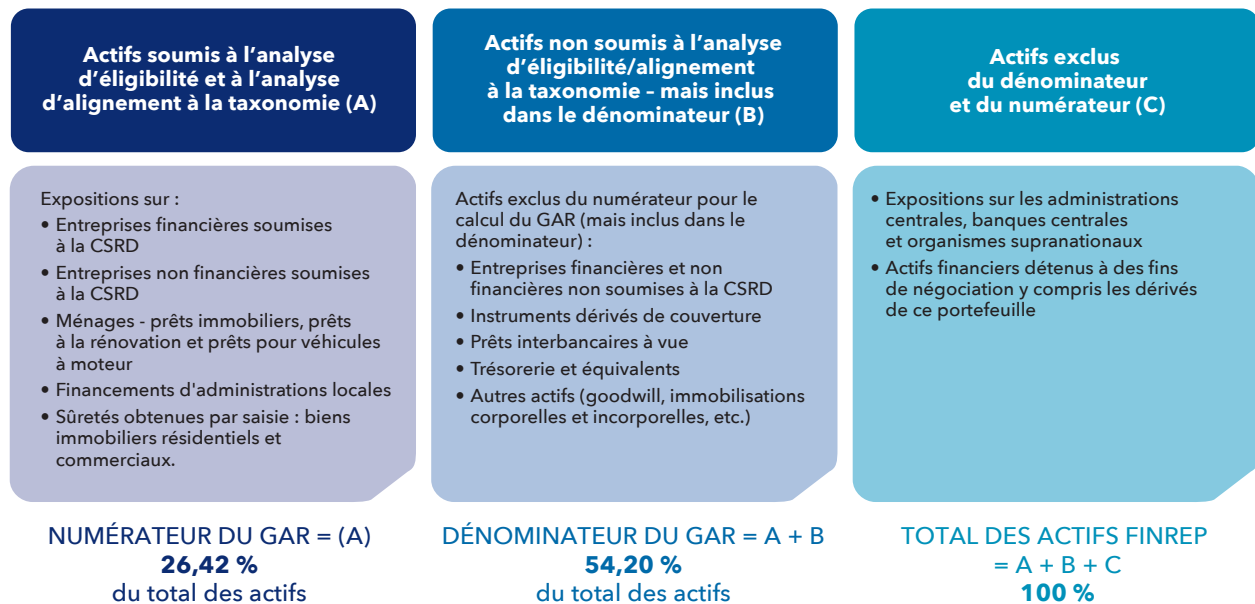 Actifs soumis à l’analyse
d’éligibilité et à l’analyse
d’alignement à la taxonomie (A)
Expositions sur :
• Entreprises financières soumises
à la CSRD
• Entreprises non financières soumises
à la CSRD
• Ménages - prêts immobiliers, prêts
à la rénovation et prêts pour véhicules
à moteur
• Financements d'administrations locales
• Sûretés obtenues par saisie : biens
immobiliers résidentiels et
commerciaux.
NUMÉRATEUR DU GAR = (A)
26,42 %
du total des actifs
Actifs non soumis à l’analyse
d’éligibilité/alignement
à la taxonomie – mais inclus
dans le dénominateur (B)
Actifs exclus du numérateur pour le
calcul du GAR (mais inclus dans le
dénominateur) :
• Entreprises financières et non
financières non soumises à la CSRD
• Instruments dérivés de couverture
• Prêts interbancaires à vue
• Trésorerie et équivalents
• Autres actifs (goodwill, immobilisations
corporelles et incorporelles, etc.)
DÉNOMINATEUR DU GAR = A + B
54,20 %
du total des actifs
Actifs exclus
du dénominateur
et du numérateur (C)
• Expositions sur les administrations
centrales, banques centrales
et organismes supranationaux
• Actifs financiers détenus à des fins
de négociation y compris les dérivés
de ce portefeuille
TOTAL DES ACTIFS FINREP
= A + B + C
100 %